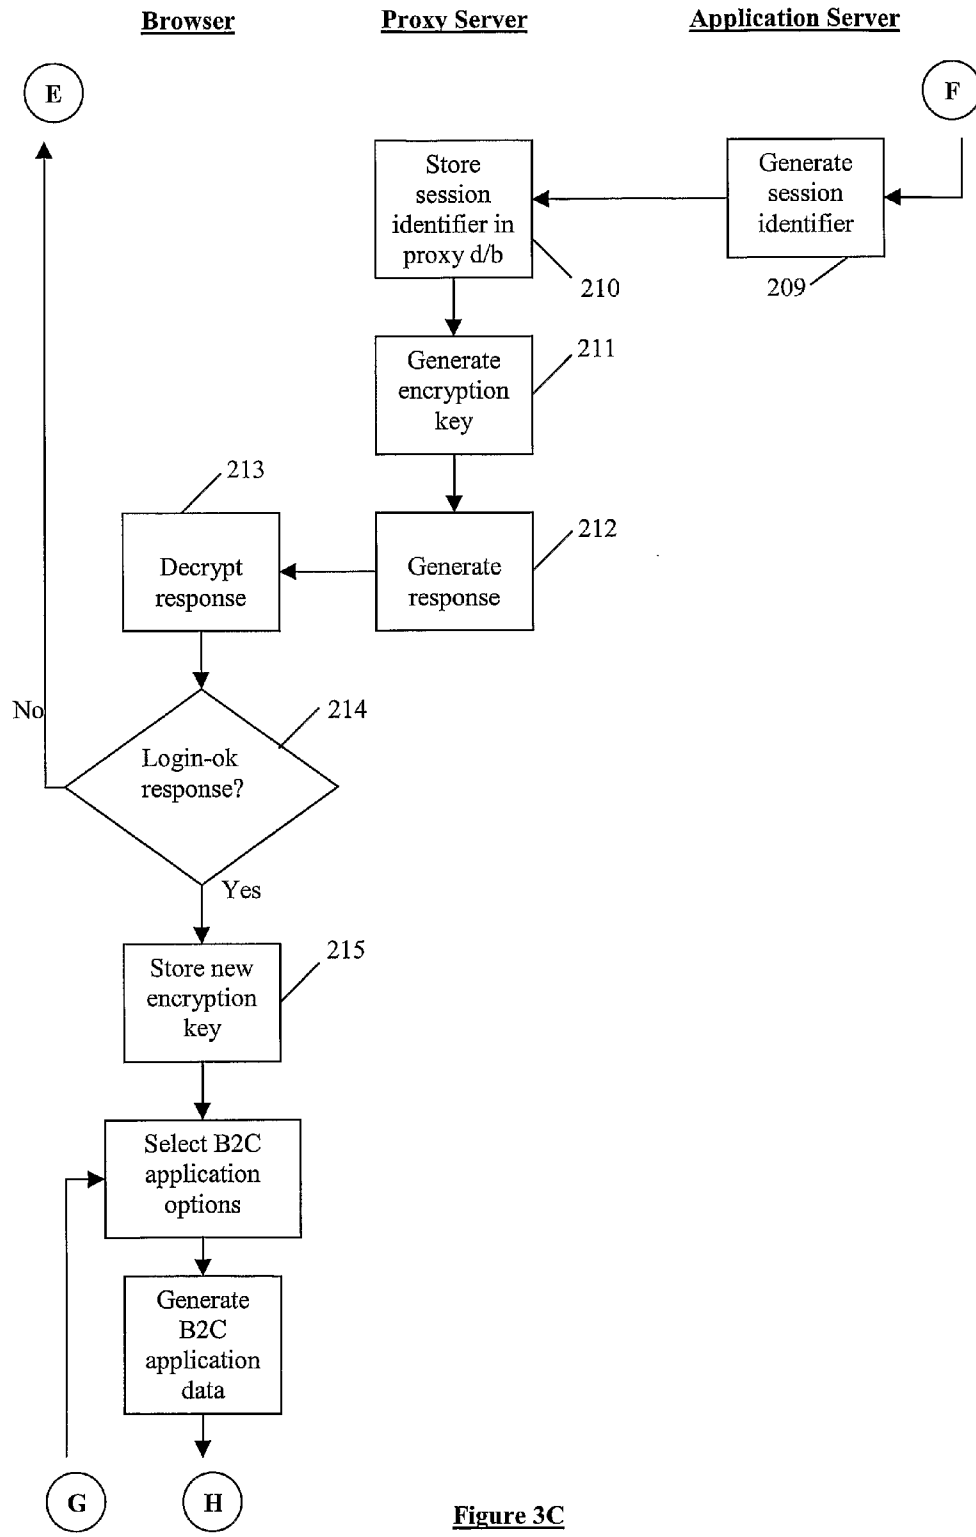 Browser
Proxy Server
Application Server
E
F
Store
session
identifier in
proxy d/b
Generate
session
identifier
210
209
Generate
encryption
key
211
213
Decrypt
response
Generate
response
212
No
Login-ok
response?
214
Yes
Store new
encryption
key
215
Select B2C
application
options
Generate
B2C
application
data
G
H
Figure 3C